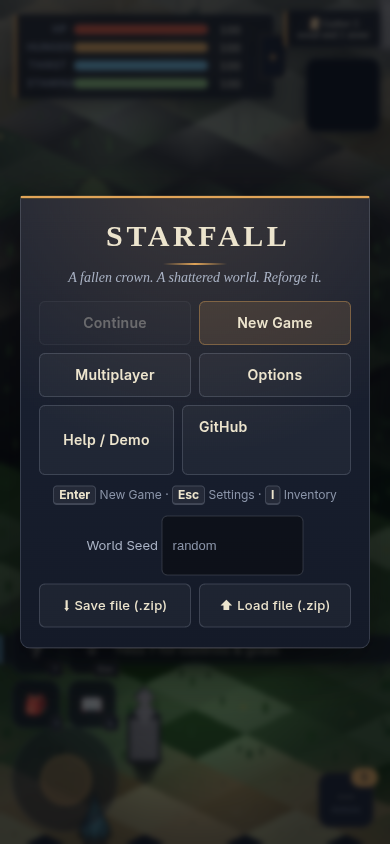 STARFALL
A fallen crown. A shattered world. Reforge it.
Continue New Game
Multiplayer Options
Help / Demo GitHub
Enter New Game · Esc Settings · I Inventory
World Seed random
⬇ Save file (.zip) ⬆ Load file (.zip)